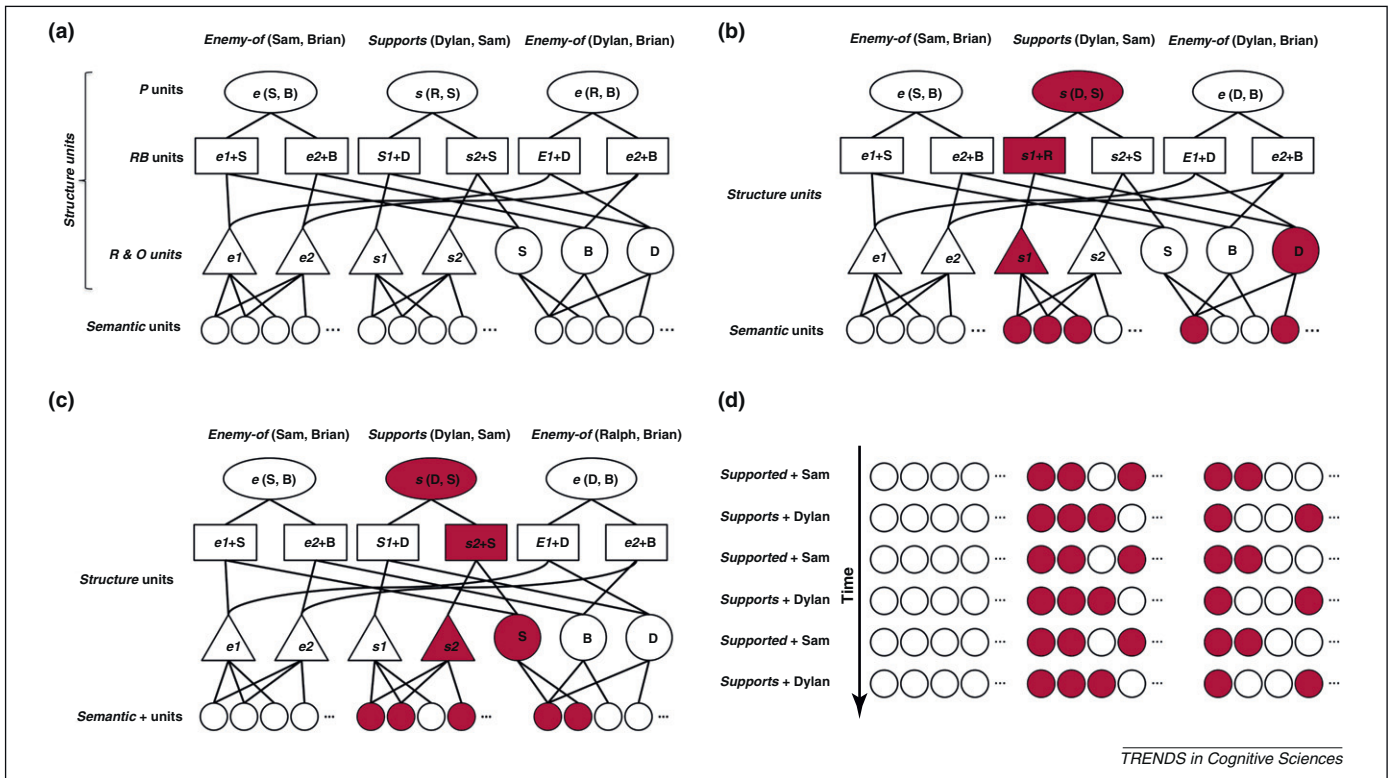 (a)
Enemy-of (Sam, Brian) Supports (Dylan, Sam) Enemy-of (Dylan, Brian)
Structure units
P units
e (S, B) s (R, S) e (R, B)
RB units
e1+S e2+B S1+D s2+S E1+D e2+B
R & O units
e1 e2 s1 s2 S B D
Semantic units
... ... ...
(b)
Enemy-of (Sam, Brian) Supports (Dylan, Sam) Enemy-of (Dylan, Brian)
e (S, B) s (D, S) e (D, B)
e1+S e2+B s1+R s2+S E1+D e2+B
Structure units
e1 e2 s1 s2 S B D
Semantic units
... ... ...
(c)
Enemy-of (Sam, Brian) Supports (Dylan, Sam) Enemy-of (Ralph, Brian)
e (S, B) s (D, S) e (D, B)
e1+S e2+B S1+D s2+S E1+D e2+B
Structure units
e1 e2 s1 s2 S B D
Semantic + units
... ... ...
(d)
Time
Supported + Sam ... ... ...
Supports + Dylan ... ... ...
Supported + Sam ... ... ...
Supports + Dylan ... ... ...
Supported + Sam ... ... ...
Supports + Dylan ... ... ...
TRENDS in Cognitive Sciences